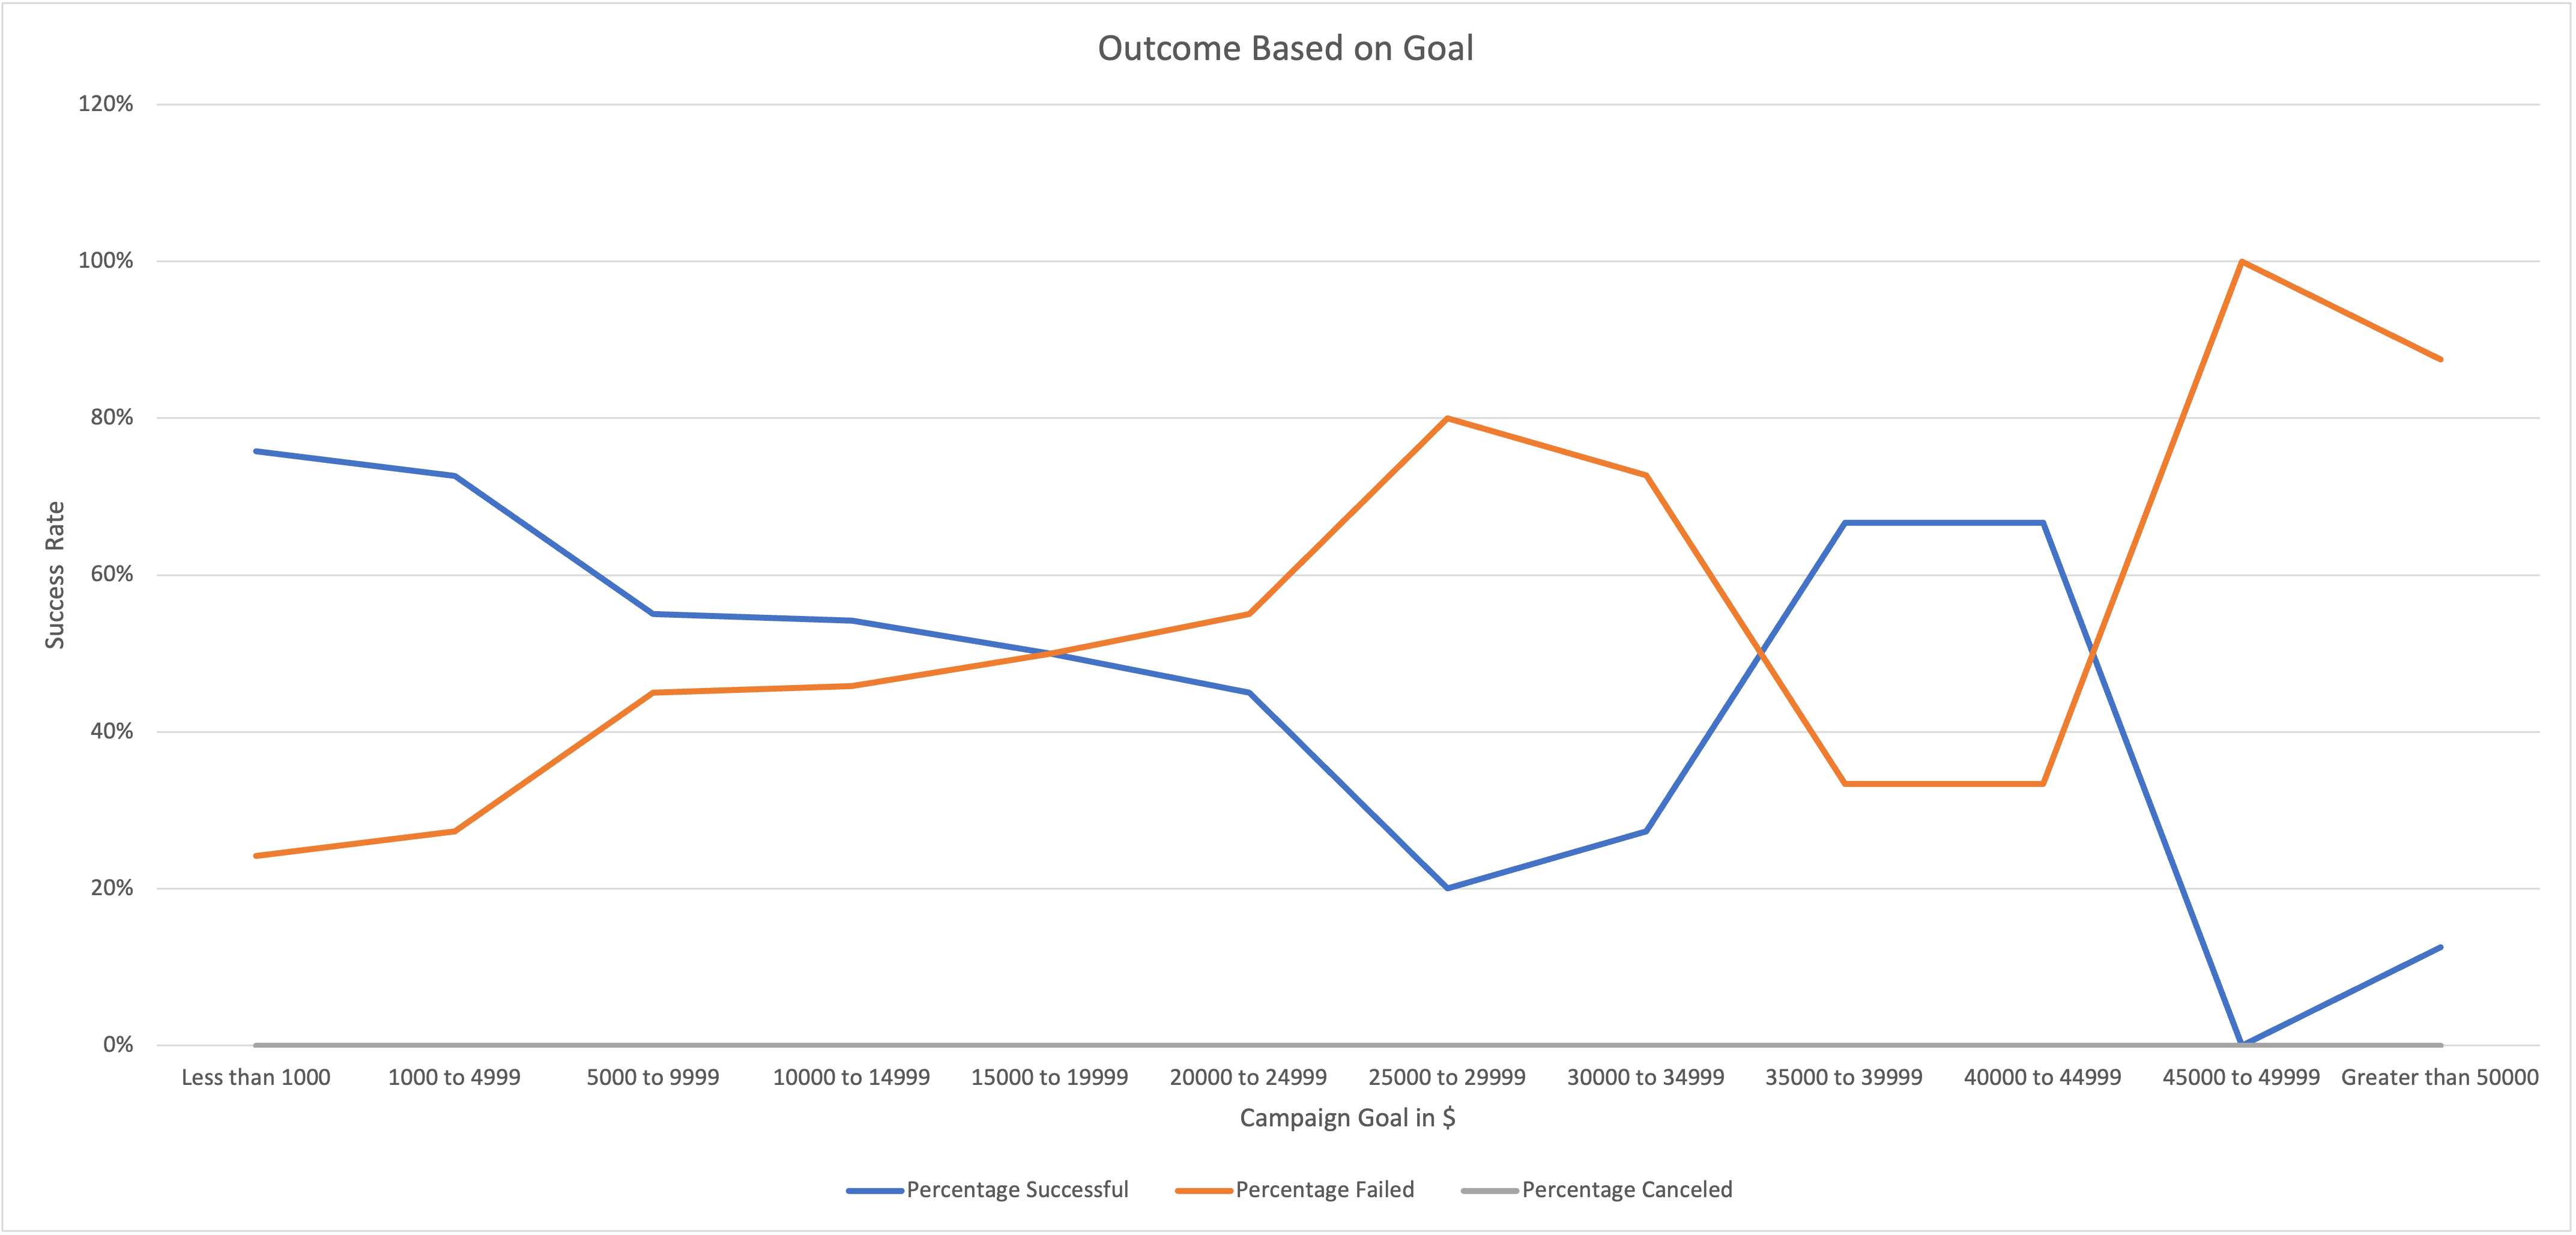 Outcome Based on Goal
120%
100%
80%
60%
40%
20%
0%
Success Rate
Less than 1000 1000 to 4999 5000 to 9999 10000 to 14999 15000 to 19999 20000 to 24999 25000 to 29999 30000 to 34999 35000 to 39999 40000 to 44999 45000 to 49999 Greater than 50000
Campaign Goal in $
Percentage Successful Percentage Failed Percentage Canceled